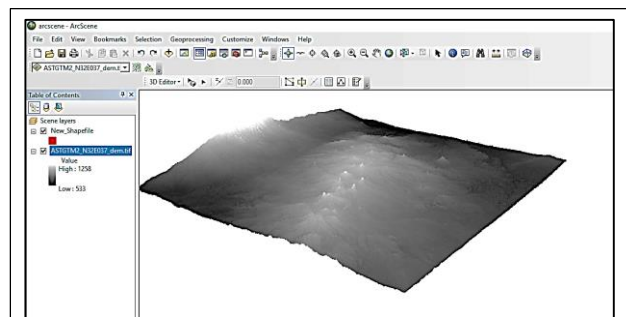 arcscene - ArcScene
File Edit View Bookmarks Selection Geoprocessing Customize Windows Help
ASTGTM2_N32E037_dem.t
3D Editor 0.000
Table of Contents
Scene layers
New_Shapefile
ASTGTM2_N32E037_dem.tif
Value
High : 1258
Low : 533